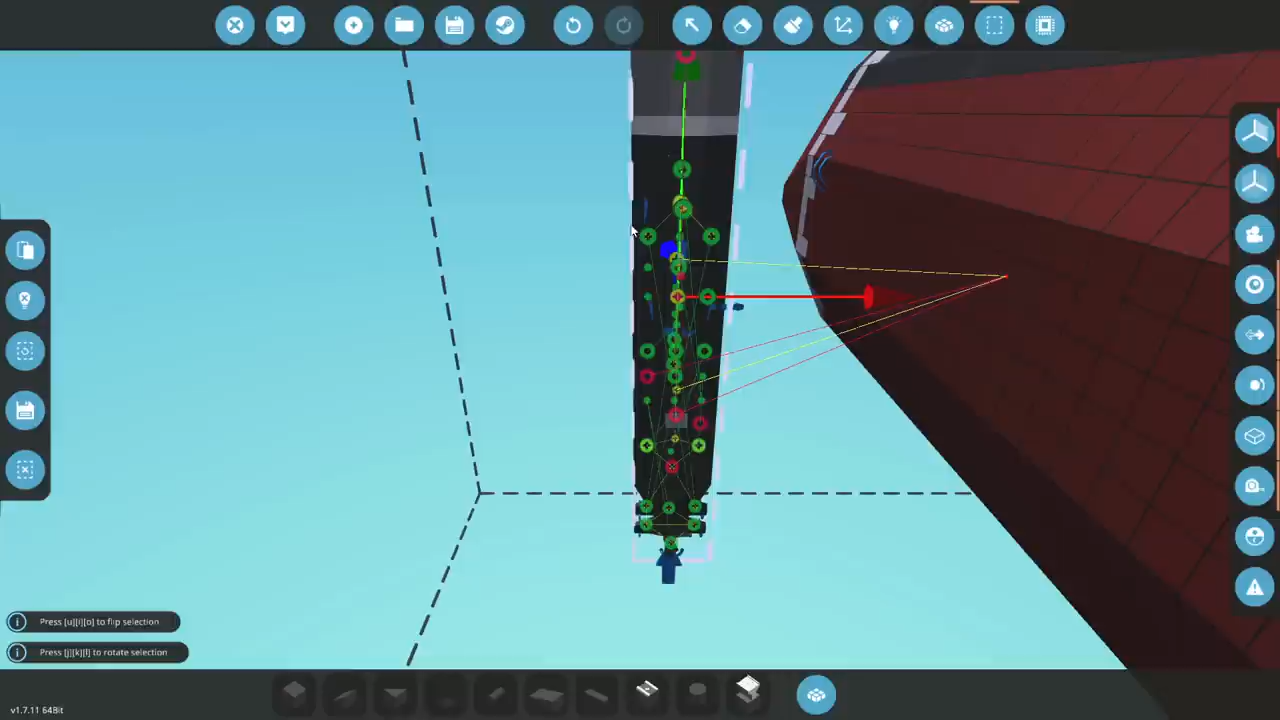 Press [u][i][o] to flip selection
Press [j][k][l] to rotate selection
v1.7.11 64Bit